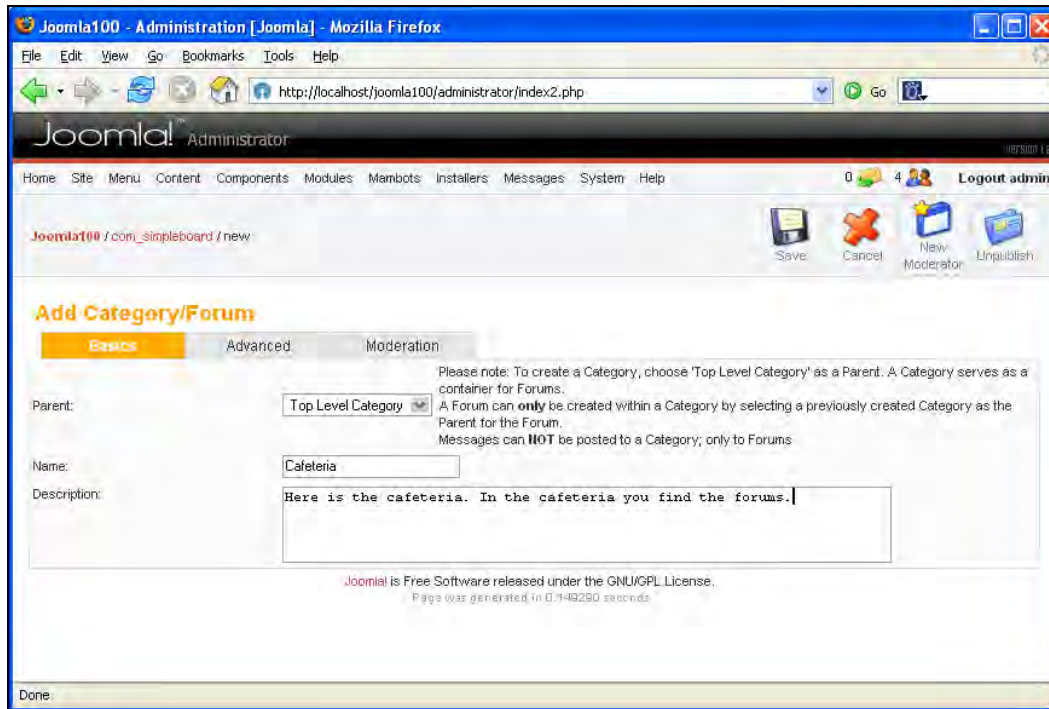 Joomla100 - Administration [Joomla] - Mozilla Firefox
File Edit View Go Bookmarks Tools Help
http://localhost/joomla100/administrator/index2.php Go
Joomla!™ Administrator
Home Site Menu Content Components Modules Mambots Installers Messages System Help 0 4 Logout admin
Joomla100 / com_simpleboard / new
Save Cancel New Moderator Unpublish
Add Category/Forum
Basics Advanced Moderation
Please note: To create a Category, choose 'Top Level Category' as a Parent. A Category serves as a
container for Forums.
Parent: Top Level Category A Forum can only be created within a Category by selecting a previously created Category as the
Parent for the Forum.
Messages can NOT be posted to a Category; only to Forums
Name: Cafeteria
Description: Here is the cafeteria. In the cafeteria you find the forums.
Joomla! is Free Software released under the GNU/GPL License.
Page was generated in 0.149290 seconds
Done